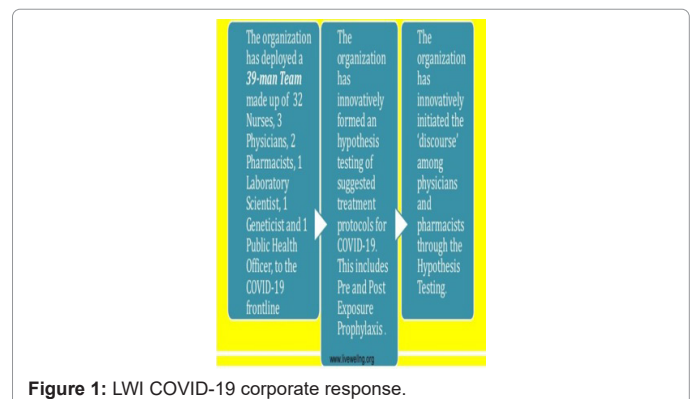 The organization
has deployed a
39-man Team
made up of 32
Nurses, 3
Physicians, 2
Pharmacists, 1
Laboratory
Scientist, 1
Geneticist and 1
Public Health
Officer, to the
COVID-19
frontline
The
organization
has
innovatively
formed an
hypothesis
testing of
suggested
treatment
protocols for
COVID-19.
This includes
Pre and Post
Exposure
Prophylaxis .
The
organization
has
innovatively
initiated the
'discourse'
among
physicians
and
pharmacists
through the
Hypothesis
Testing.
www.livewellng.org
Figure 1: LWI COVID-19 corporate response.